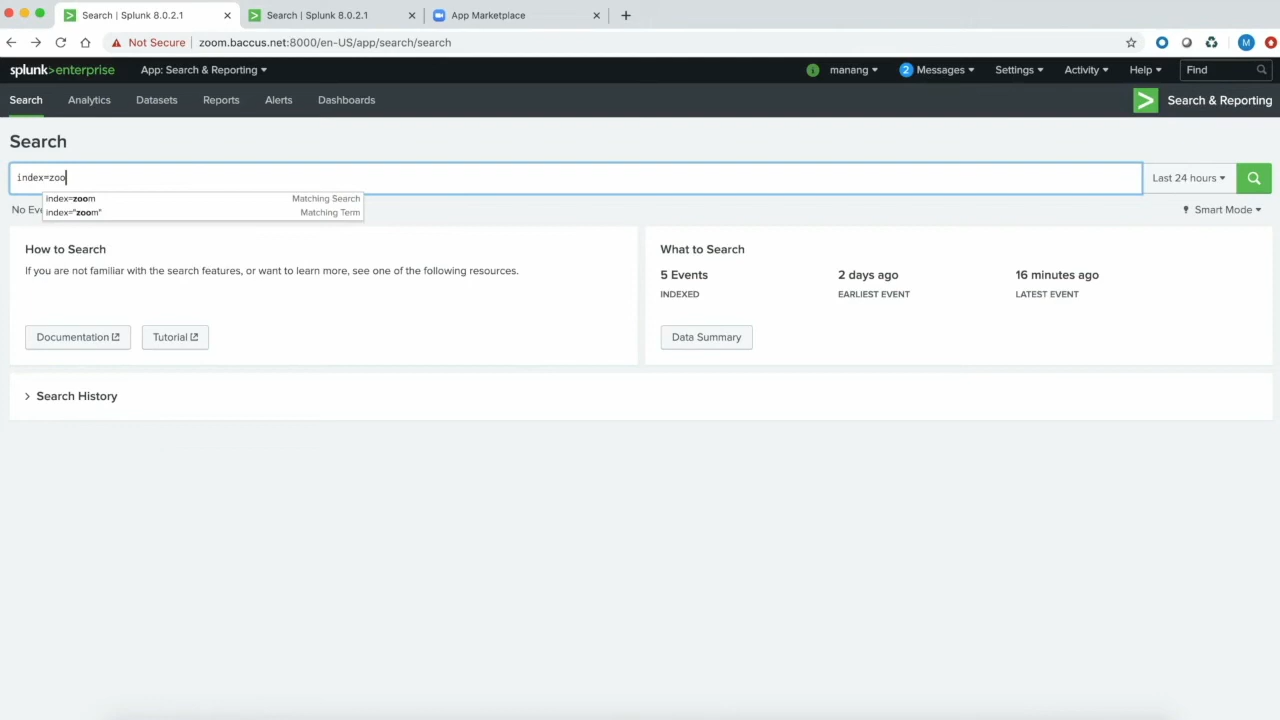 Search | Splunk 8.0.2.1
Search | Splunk 8.0.2.1
App Marketplace
Not Secure
zoom.baccus.net:8000/en-US/app/search/search
M
splunk>enterprise
App: Search & Reporting
i
manang
2
Messages
Settings
Activity
Help
Find
Search
Analytics
Datasets
Reports
Alerts
Dashboards
Search & Reporting
Search
index=zoo
Last 24 hours
index=zoom
Matching Search
index="zoom"
Matching Term
No Eve
Smart Mode
How to Search
If you are not familiar with the search features, or want to learn more, see one of the following resources.
Documentation
Tutorial
What to Search
5 Events
INDEXED
2 days ago
EARLIEST EVENT
16 minutes ago
LATEST EVENT
Data Summary
Search History